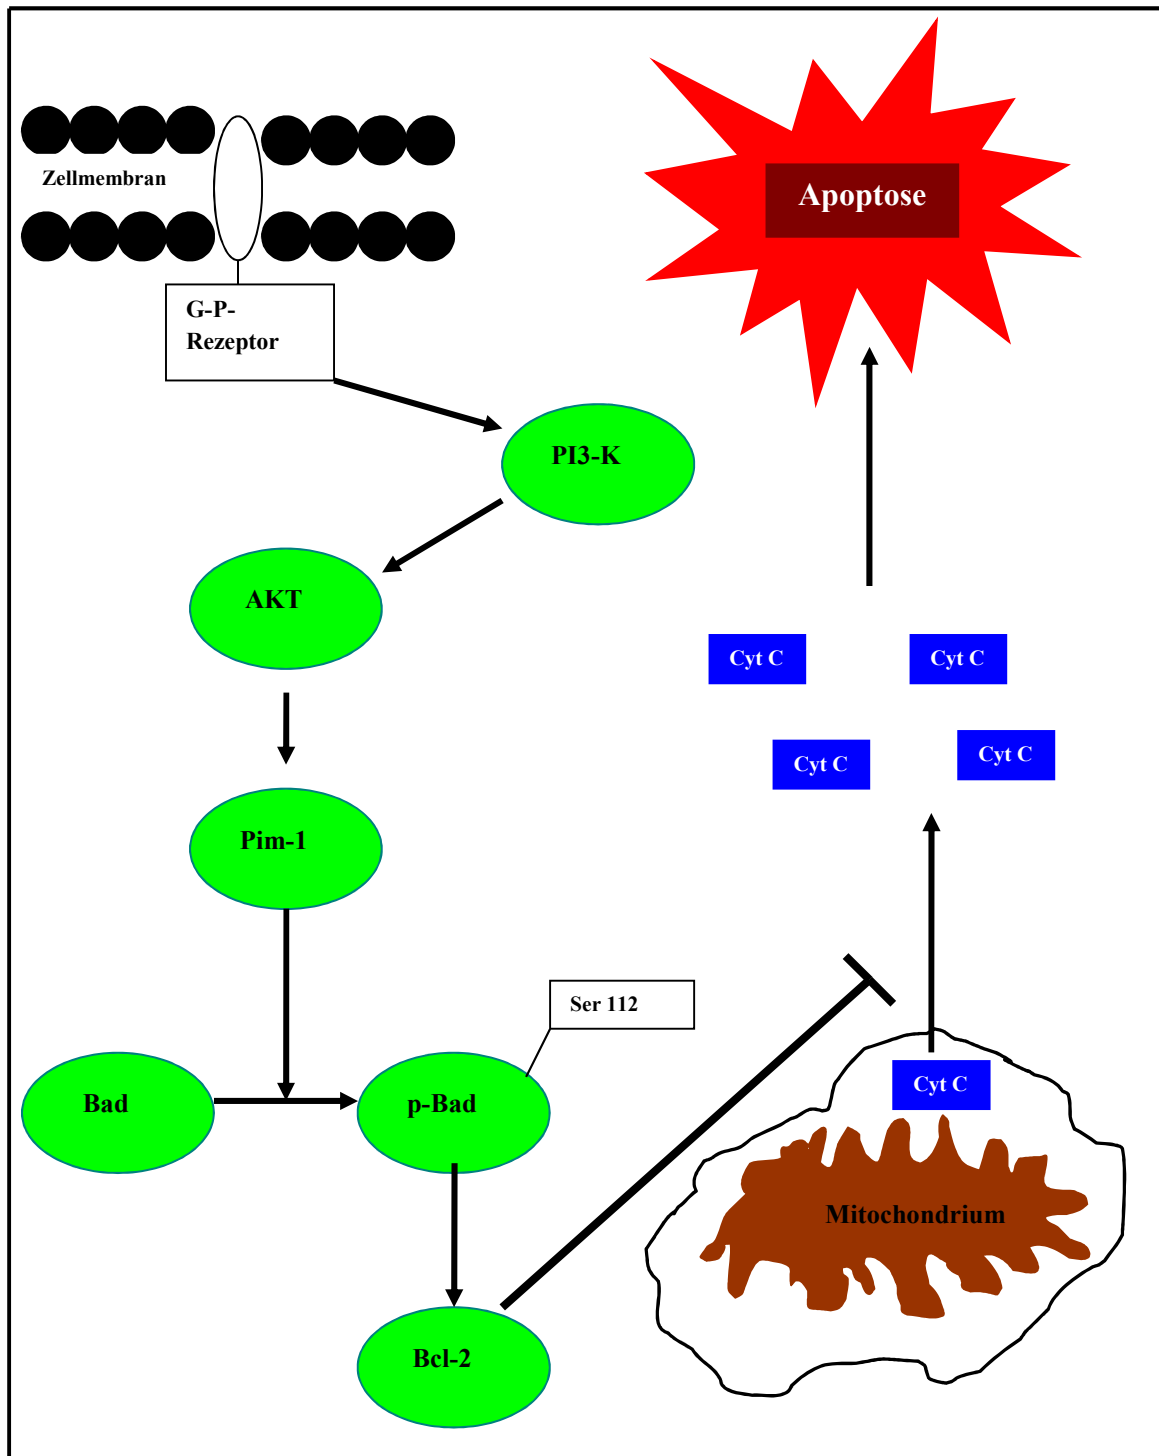 Zellmembran
Apoptose
G-P-
Rezeptor
PI3-K
AKT
Cyt C
Cyt C
Cyt C
Cyt C
Pim-1
Ser 112
Bad
p-Bad
Cyt C
Mitochondrium
Bcl-2